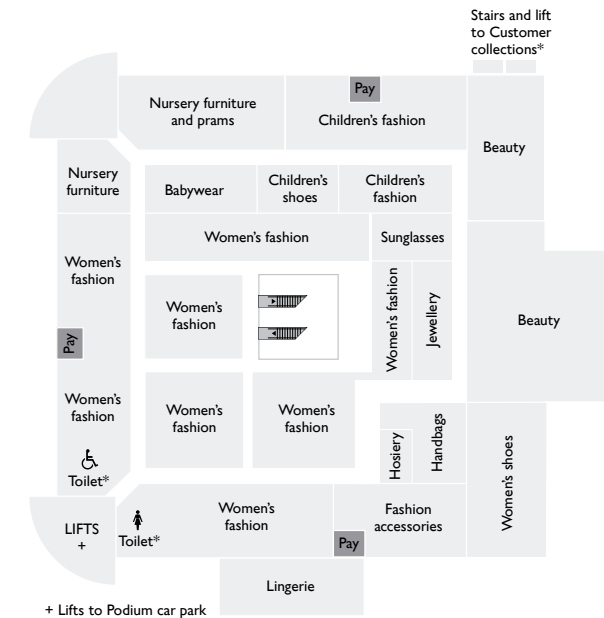 Stairs and lift
to Customer
collections*
Pay
Nursery furniture
and prams
Children's fashion
Beauty
Nursery
furniture
Babywear
Children's
shoes
Children's
fashion
Women's fashion
Sunglasses
Women's
fashion
Women's
fashion
Women's fashion
Jewellery
Beauty
Pay
Women's
fashion
Women's
fashion
Women's
fashion
Hosiery
Handbags
Women's shoes
Toilet*
LIFTS
+
Toilet*
Women's
fashion
Fashion
accessories
Pay
Lingerie
+ Lifts to Podium car park